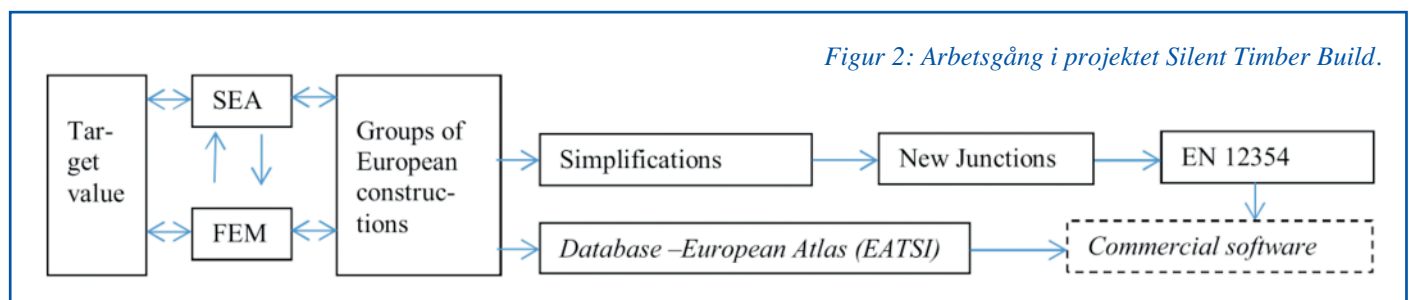 Figur 2: Arbetsgång i projektet Silent Timber Build.
Tar-
get
value
SEA
FEM
Groups of
European
construc-
tions
Simplifications
New Junctions
EN 12354
Database –European Atlas (EATSI)
Commercial software